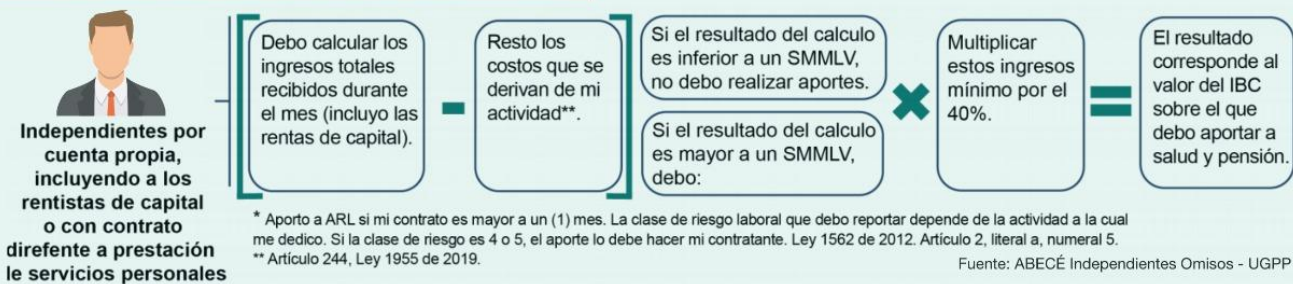 Independientes por
cuenta propia,
incluyendo a los
rentistas de capital
o con contrato
direfente a prestación
le servicios personales
Debo calcular los
ingresos totales
recibidos durante
el mes (incluyo las
rentas de capital).
-
Resto los
costos que se
derivan de mi
actividad**.
Si el resultado del calculo
es inferior a un SMMLV,
no debo realizar aportes.
Si el resultado del calculo
es mayor a un SMMLV,
debo:
×
Multiplicar
estos ingresos
mínimo por el
40%.
=
El resultado
corresponde al
valor del IBC
sobre el que
debo aportar a
salud y pensión.
* Aporto a ARL si mi contrato es mayor a un (1) mes. La clase de riesgo laboral que debo reportar depende de la actividad a la cual
me dedico. Si la clase de riesgo es 4 o 5, el aporte lo debe hacer mi contratante. Ley 1562 de 2012. Artículo 2, literal a, numeral 5.
** Artículo 244, Ley 1955 de 2019.
Fuente: ABECÉ Independientes Omisos - UGPP